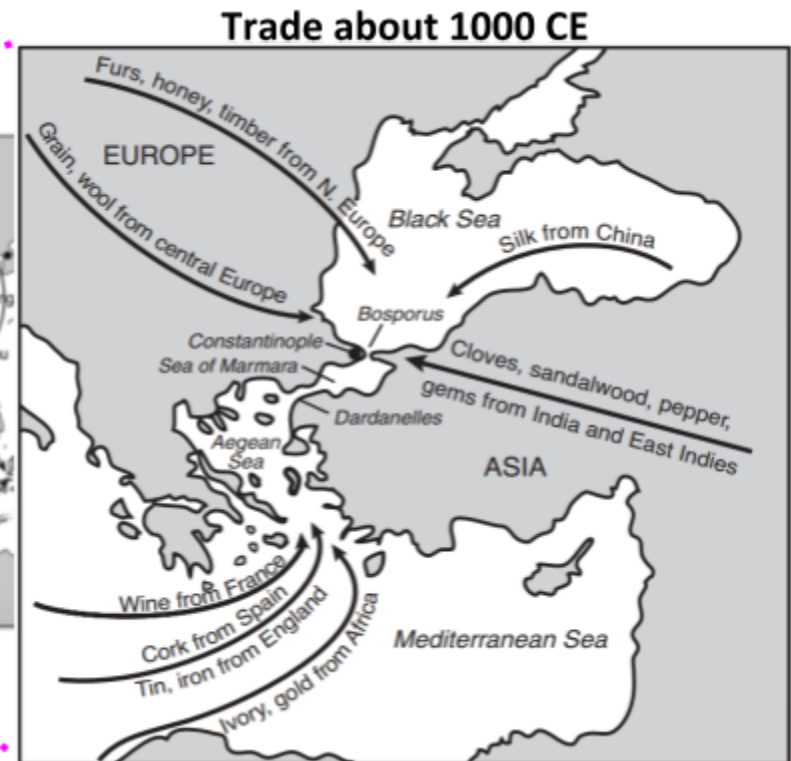 Trade about 1000 CE
Furs, honey, timber from N. Europe
Grain, wool from central Europe
EUROPE
Black Sea
Silk from China
Bosporus
Constantinople
Sea of Marmara
Cloves, sandalwood, pepper,
gems from India and East Indies
Dardanelles
Aegean
Sea
ASIA
Wine from France
Cork from Spain
Tin, iron from England
Ivory, gold from Africa
Mediterranean Sea